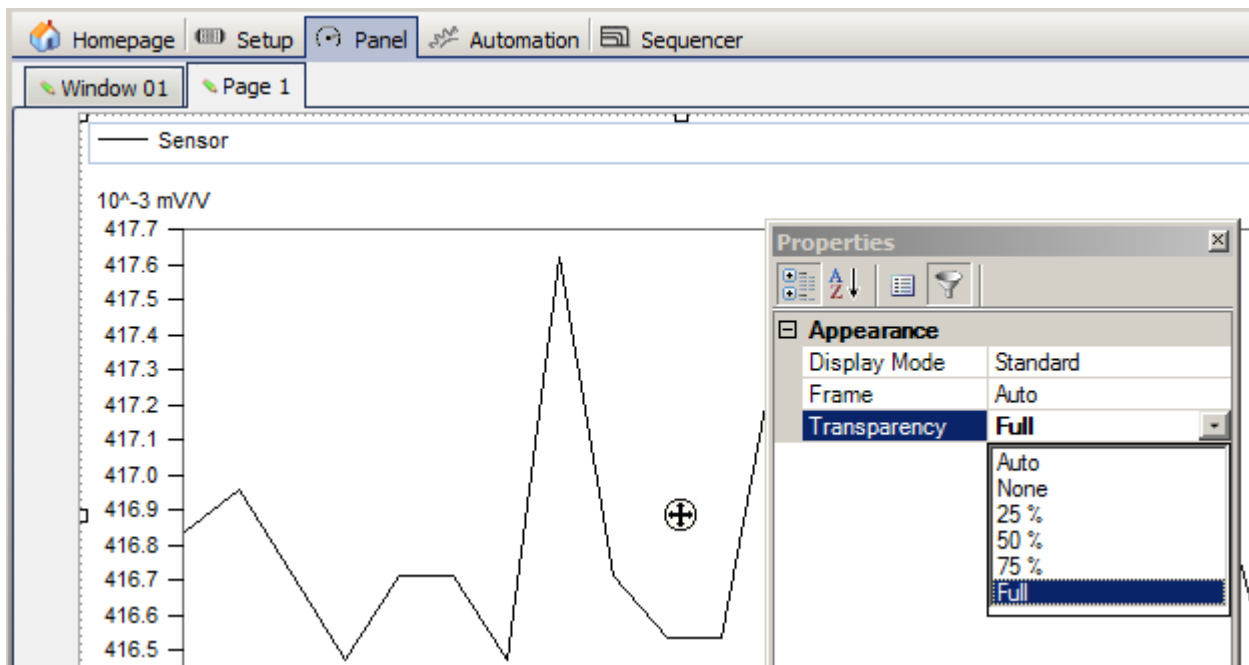 Homepage Setup Panel Automation Sequencer
Window 01 Page 1
Sensor
10^-3 mV/V
417.7
417.6
417.5
417.4
417.3
417.2
417.1
417.0
416.9
416.8
416.7
416.6
416.5
Properties
A
Z
Appearance
Display Mode Standard
Frame Auto
Transparency Full
Auto
None
25 %
50 %
75 %
Full